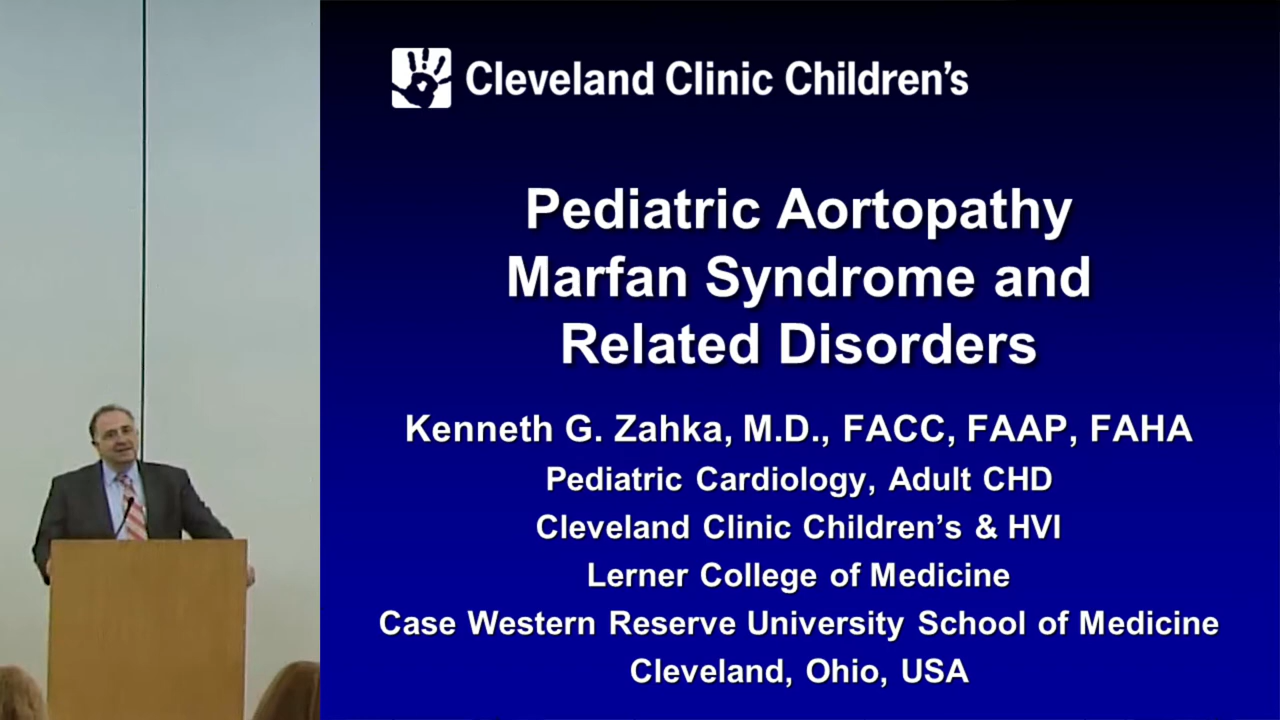 Cleveland Clinic Children's
Pediatric Aortopathy
Marfan Syndrome and
Related Disorders
Kenneth G. Zahka, M.D., FACC, FAAP, FAHA
Pediatric Cardiology, Adult CHD
Cleveland Clinic Children's & HVI
Lerner College of Medicine
Case Western Reserve University School of Medicine
Cleveland, Ohio, USA